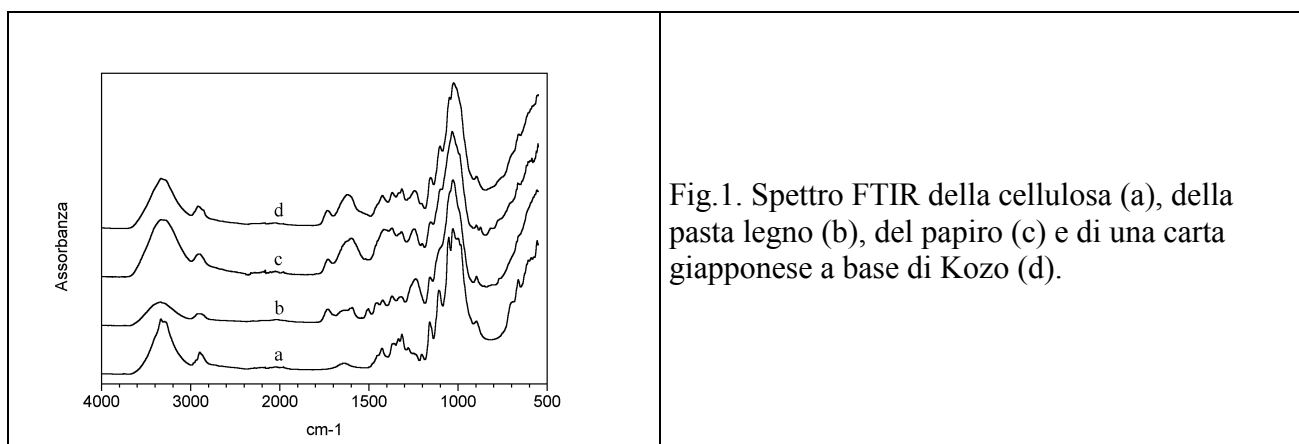 Assorbanza
d
c
b
a
4000 3000 2000 1500 1000 500
cm-1
Fig.1. Spettro FTIR della cellulosa (a), della
pasta legno (b), del papiro (c) e di una carta
giapponese a base di Kozo (d).